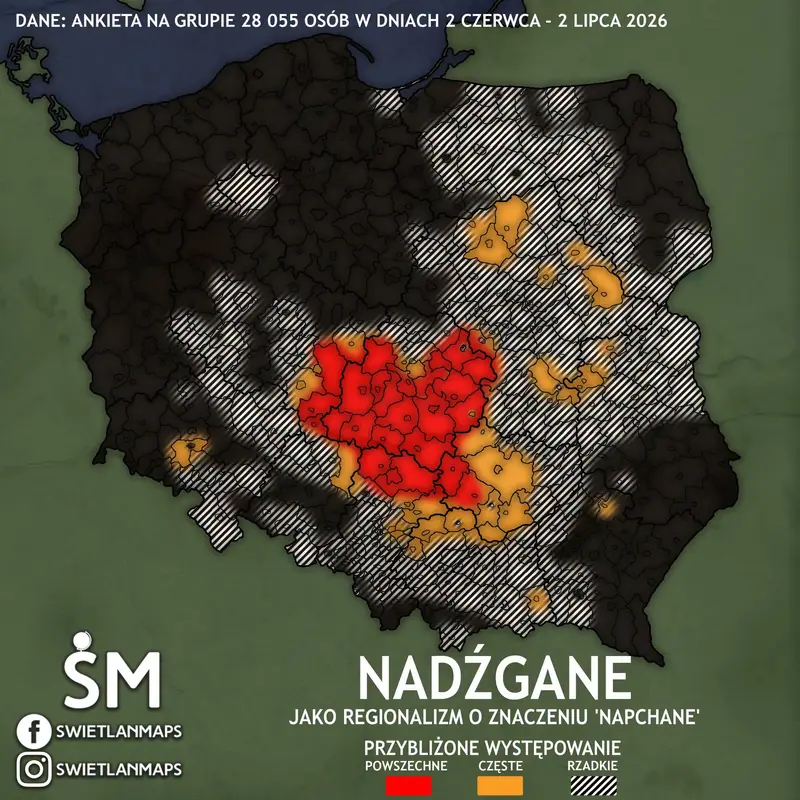 DANE: ANKIETA NA GRUPIE 28 055 OSÓB W DNIACH 2 CZERWCA - 2 LIPCA 2026
ŚM
SWIETLANMAPS
SWIETLANMAPS
NADŹGANE
JAKO REGIONALIZM O ZNACZENIU 'NAPCHANE'
PRZYBLIŻONE WYSTĘPOWANIE
POWSZECHNE CZĘSTE RZADKIE